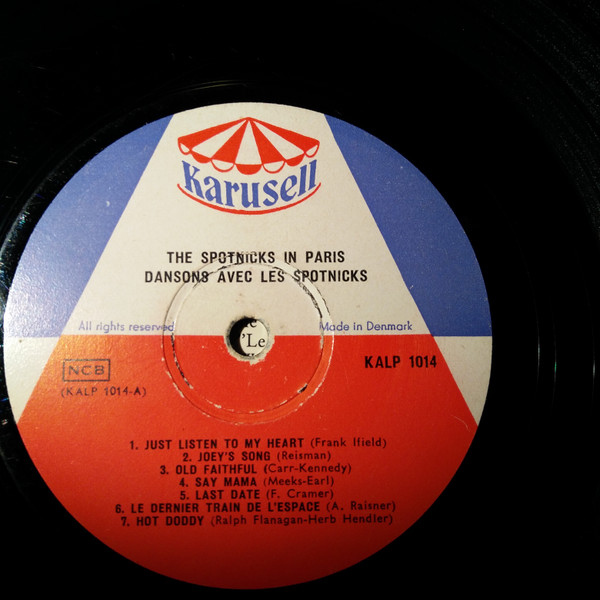 Karusell
THE SPOTNICKS IN PARIS
DANSONS AVEC LES SPOTNICKS
All rights reserved
Made in Denmark
'Le
NCB
KALP 1014
(KALP 1014-A)
1. JUST LISTEN TO MY HEART (Frank Ifield)
2. JOEY'S SONG (Reisman)
3. OLD FAITHFUL (Carr-Kennedy)
4. SAY MAMA (Meeks-Earl)
5. LAST DATE (F. Cramer)
6. LE DERNIER TRAIN DE L'ESPACE (A. Raisner)
7. HOT DODDY (Ralph Flanagan-Herb Hendler)